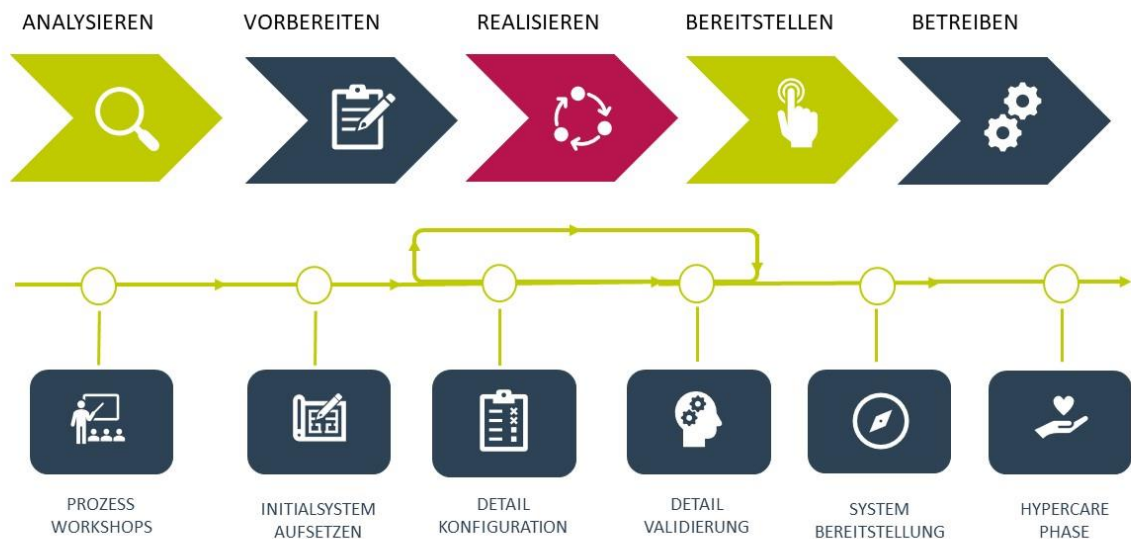 ANALYSIEREN
VORBEREITEN
REALISIEREN
BEREITSTELLEN
BETREIBEN
PROZESS
WORKSHOPS
INITIALSYSTEM
AUFSETZEN
DETAIL
KONFIGURATION
DETAIL
VALIDIERUNG
SYSTEM
BEREITSTELLUNG
HYPERCARE
PHASE